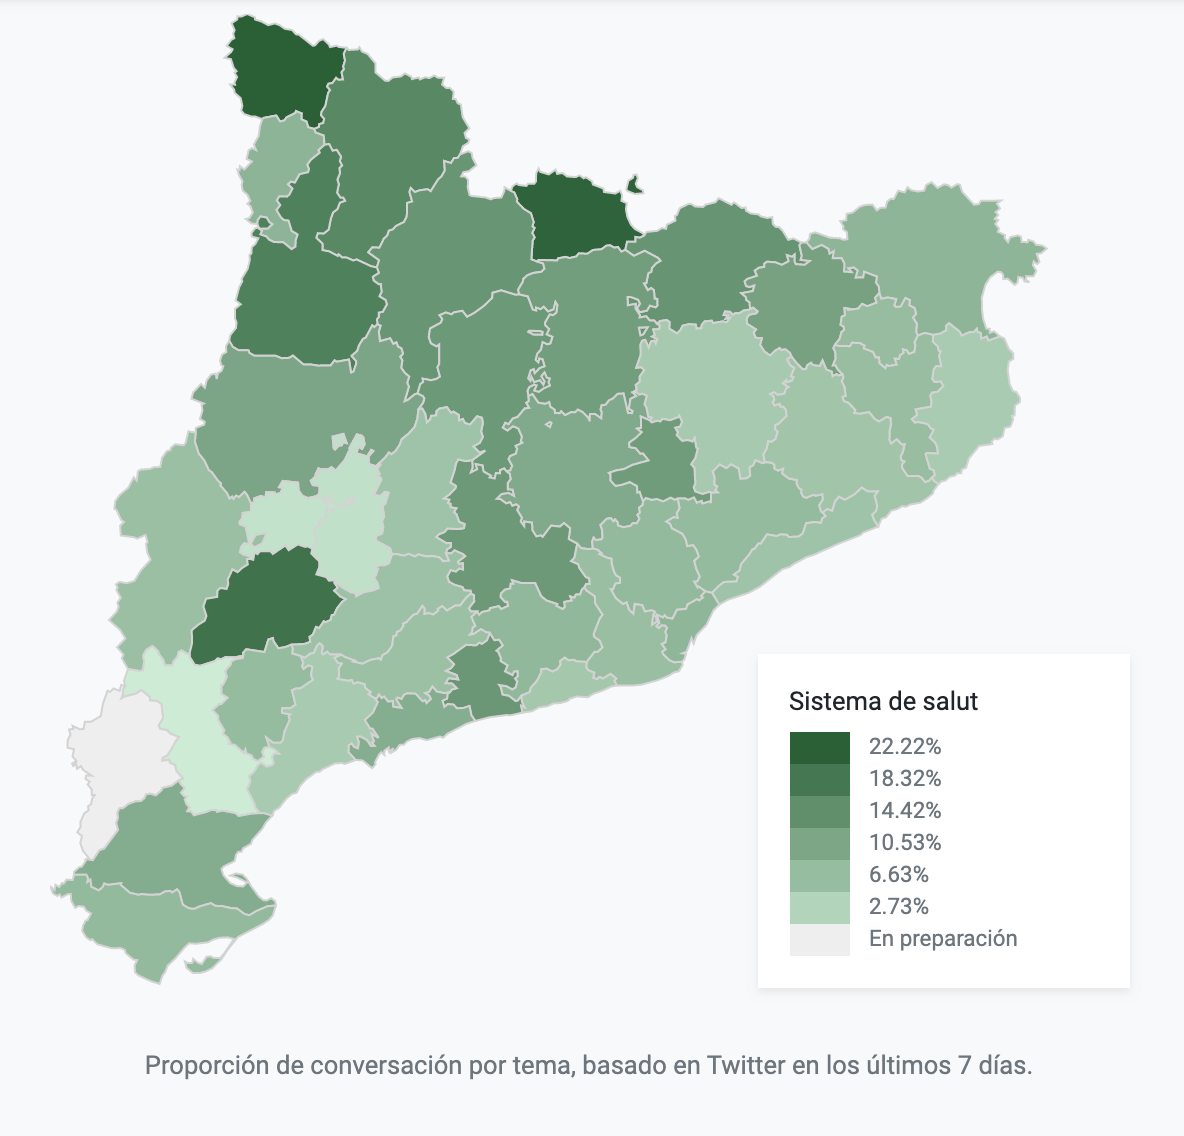 Sistema de salut
22.22%
18.32%
14.42%
10.53%
6.63%
2.73%
En preparación
Proporción de conversación por tema, basado en Twitter en los últimos 7 días.